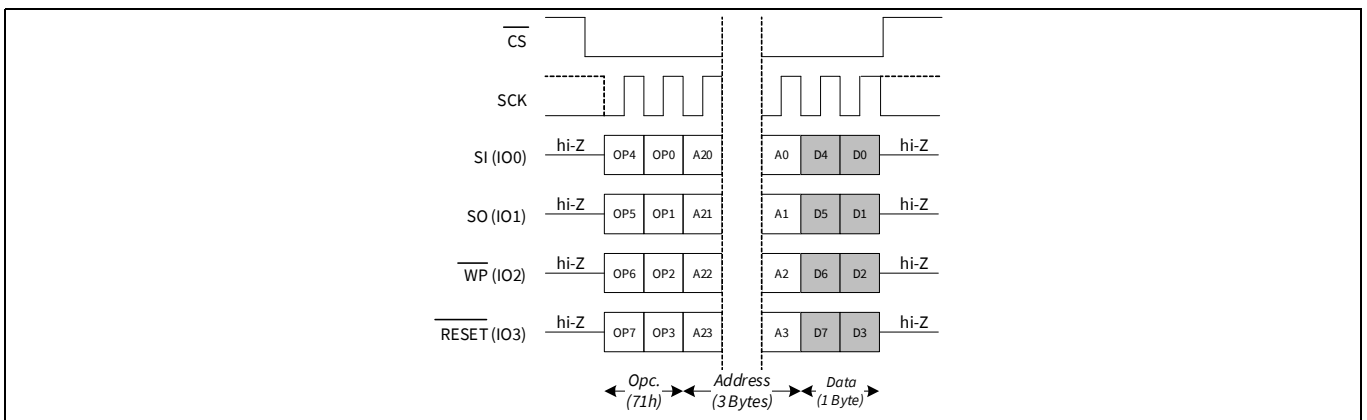 CS
SCK
SI (IO0) hi-Z OP4 OP0 A20 A0 D4 D0 hi-Z
SO (IO1) hi-Z OP5 OP1 A21 A1 D5 D1 hi-Z
WP (IO2) hi-Z OP6 OP2 A22 A2 D6 D2 hi-Z
RESET (IO3) hi-Z OP7 OP3 A23 A3 D7 D3 hi-Z
Opc. Address Data
(71h) (3 Bytes) (1 Byte)